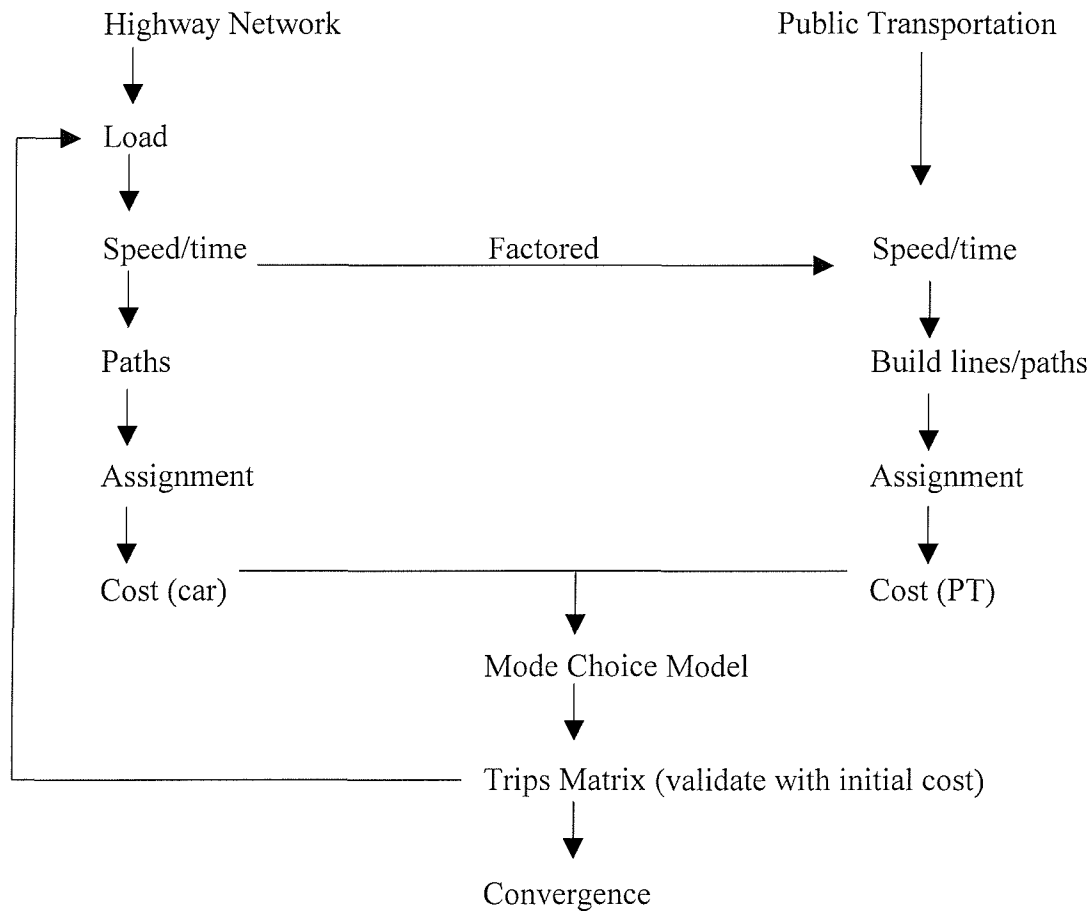 Highway Network
Public Transportation
Load
Speed/time
Factored
Speed/time
Paths
Build lines/paths
Assignment
Assignment
Cost (car)
Cost (PT)
Mode Choice Model
Trips Matrix (validate with initial cost)
Convergence